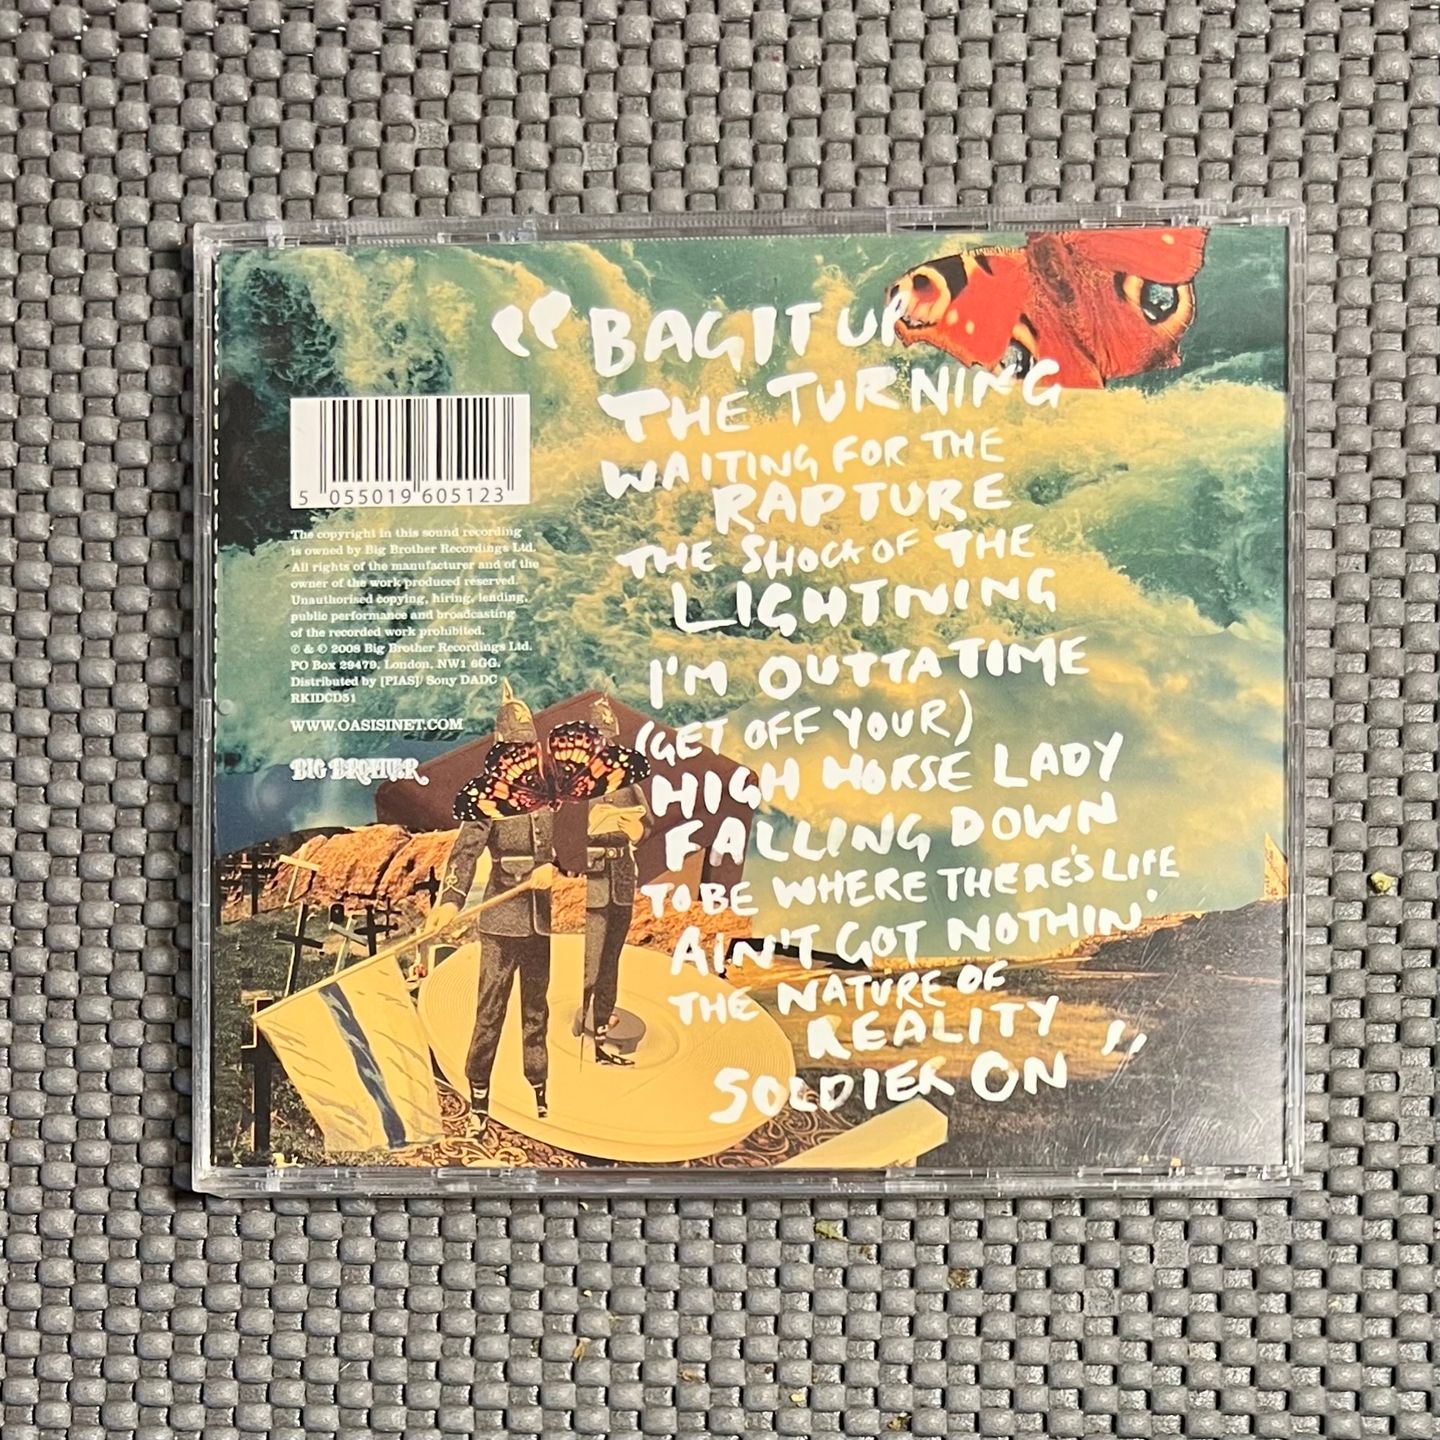 “BAG IT UP
THE TURNING
WAITING FOR THE
RAPTURE
THE SHOCK OF THE
LIGHTNING
I'M OUTTA TIME
(GET OFF YOUR)
HIGH HORSE LADY
FALLING DOWN
TO BE WHERE THERE'S LIFE
AIN'T GOT NOTHIN'
THE NATURE OF
REALITY
SOLDIER ON”
5 055019 605123
The copyright in this sound recording
is owned by Big Brother Recordings Ltd.
All rights of the manufacturer and of the
owner of the work produced reserved.
Unauthorised copying, hiring, lending,
public performance and broadcasting
of the recorded work prohibited.
℗ & © 2008 Big Brother Recordings Ltd.
PO Box 29479, London, NW1 6GG.
Distributed by [PIAS]/ Sony DADC
RKIDCD51
WWW.OASISINET.COM
BIG BROTHER